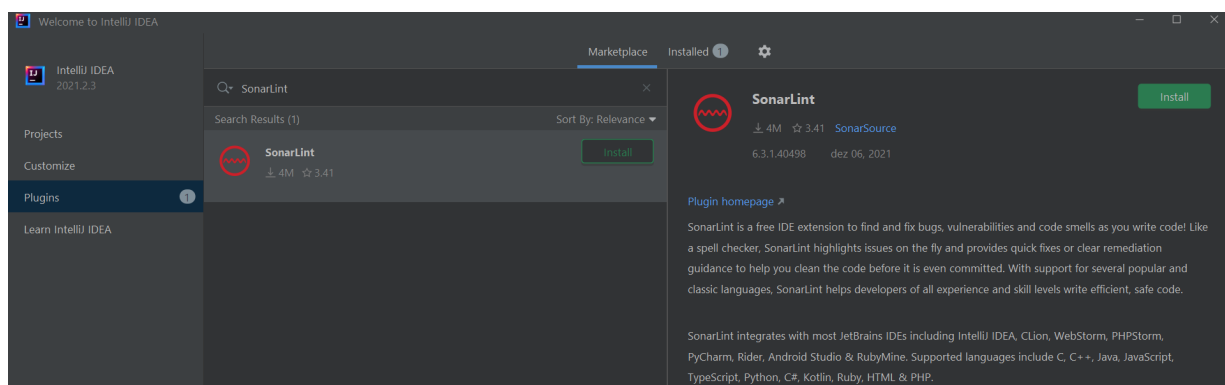 Welcome to IntelliJ IDEA
IntelliJ IDEA
2021.2.3
Projects
Customize
Plugins 1
Learn IntelliJ IDEA
Marketplace Installed 1
SonarLint
Search Results (1) Sort By: Relevance
SonarLint
4M 3.41
Install
SonarLint
Install
4M 3.41 SonarSource
6.3.1.40498 dez 06, 2021
Plugin homepage
SonarLint is a free IDE extension to find and fix bugs, vulnerabilities and code smells as you write code! Like
a spell checker, SonarLint highlights issues on the fly and provides quick fixes or clear remediation
guidance to help you clean the code before it is even committed. With support for several popular and
classic languages, SonarLint helps developers of all experience and skill levels write efficient, safe code.
SonarLint integrates with most JetBrains IDEs including IntelliJ IDEA, CLion, WebStorm, PHPStorm,
PyCharm, Rider, Android Studio & RubyMine. Supported languages include C, C++, Java, JavaScript,
TypeScript, Python, C#, Kotlin, Ruby, HTML & PHP.